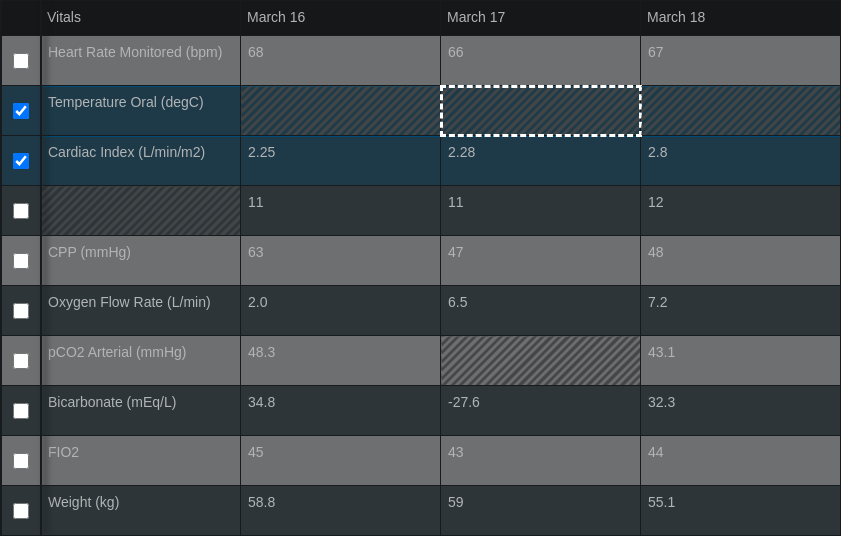 Vitals March 16 March 17 March 18
Heart Rate Monitored (bpm) 68 66 67
Temperature Oral (degC)
Cardiac Index (L/min/m2) 2.25 2.28 2.8
11 11 12
CPP (mmHg) 63 47 48
Oxygen Flow Rate (L/min) 2.0 6.5 7.2
pCO2 Arterial (mmHg) 48.3 43.1
Bicarbonate (mEq/L) 34.8 -27.6 32.3
FIO2 45 43 44
Weight (kg) 58.8 59 55.1